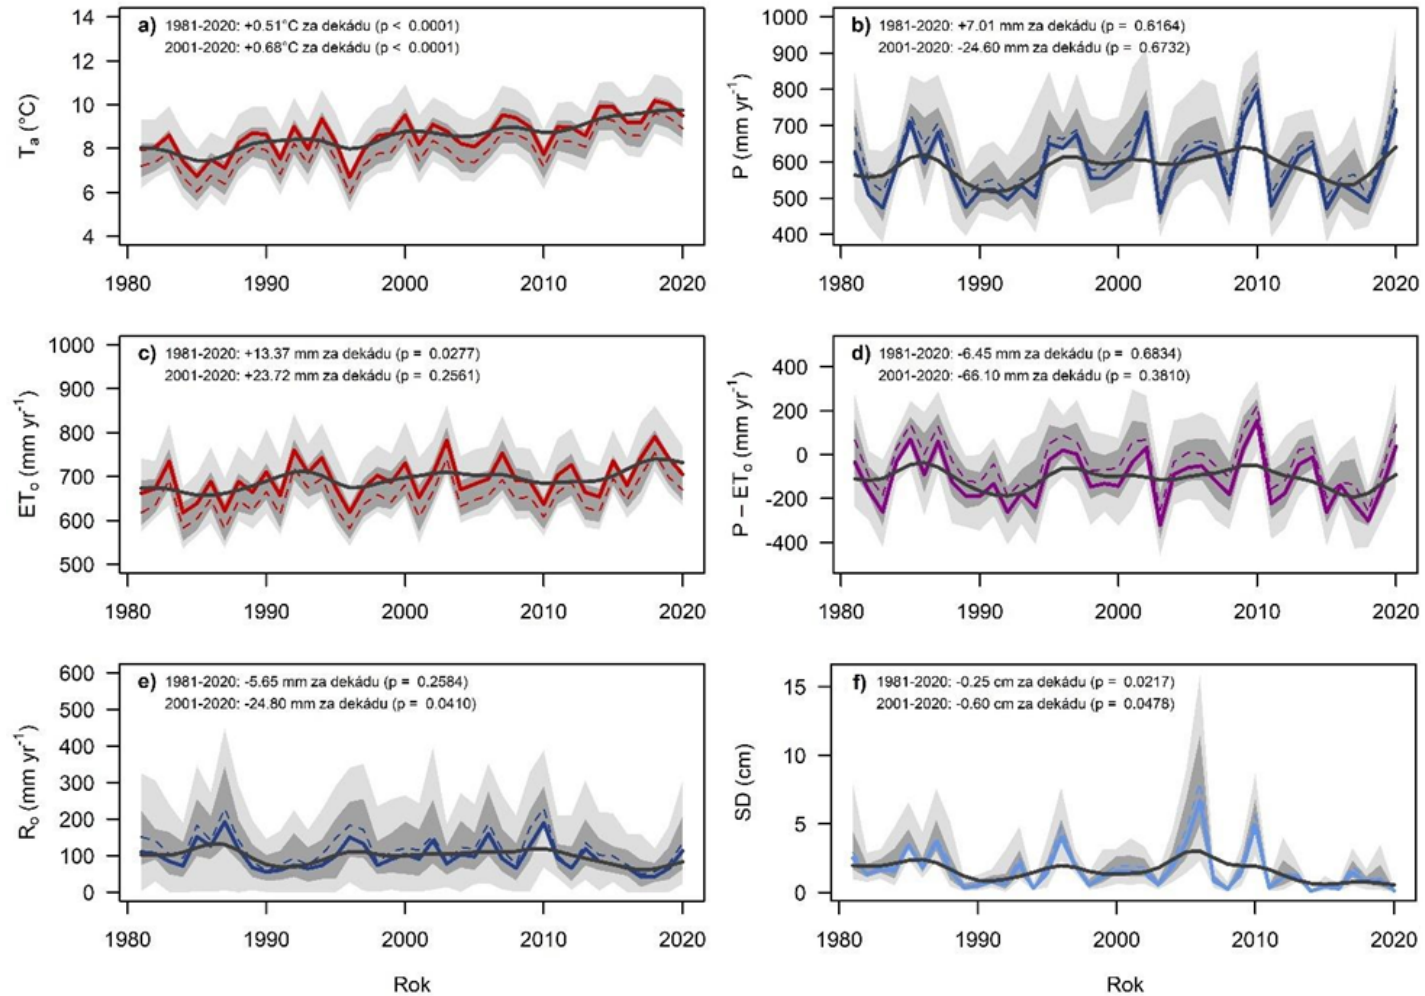 a) 1981-2020: +0.51°C za dekádu (p < 0.0001)
2001-2020: +0.68°C za dekádu (p < 0.0001)
Ta (°C)
14
12
10
8
6
4
1980 1990 2000 2010 2020
b) 1981-2020: +7.01 mm za dekádu (p = 0.6164)
2001-2020: -24.60 mm za dekádu (p = 0.6732)
P (mm yr-1)
1000
900
800
700
600
500
400
1980 1990 2000 2010 2020
c) 1981-2020: +13.37 mm za dekádu (p = 0.0277)
2001-2020: +23.72 mm za dekádu (p = 0.2561)
ETo (mm yr-1)
1000
900
800
700
600
500
1980 1990 2000 2010 2020
d) 1981-2020: -6.45 mm za dekádu (p = 0.6834)
2001-2020: -66.10 mm za dekádu (p = 0.3810)
P – ETo (mm yr-1)
400
200
0
-200
-400
1980 1990 2000 2010 2020
e) 1981-2020: -5.65 mm za dekádu (p = 0.2584)
2001-2020: -24.80 mm za dekádu (p = 0.0410)
Ro (mm yr-1)
600
500
400
300
200
100
0
1980 1990 2000 2010 2020
Rok
f) 1981-2020: -0.25 cm za dekádu (p = 0.0217)
2001-2020: -0.60 cm za dekádu (p = 0.0478)
SD (cm)
15
10
5
0
1980 1990 2000 2010 2020
Rok